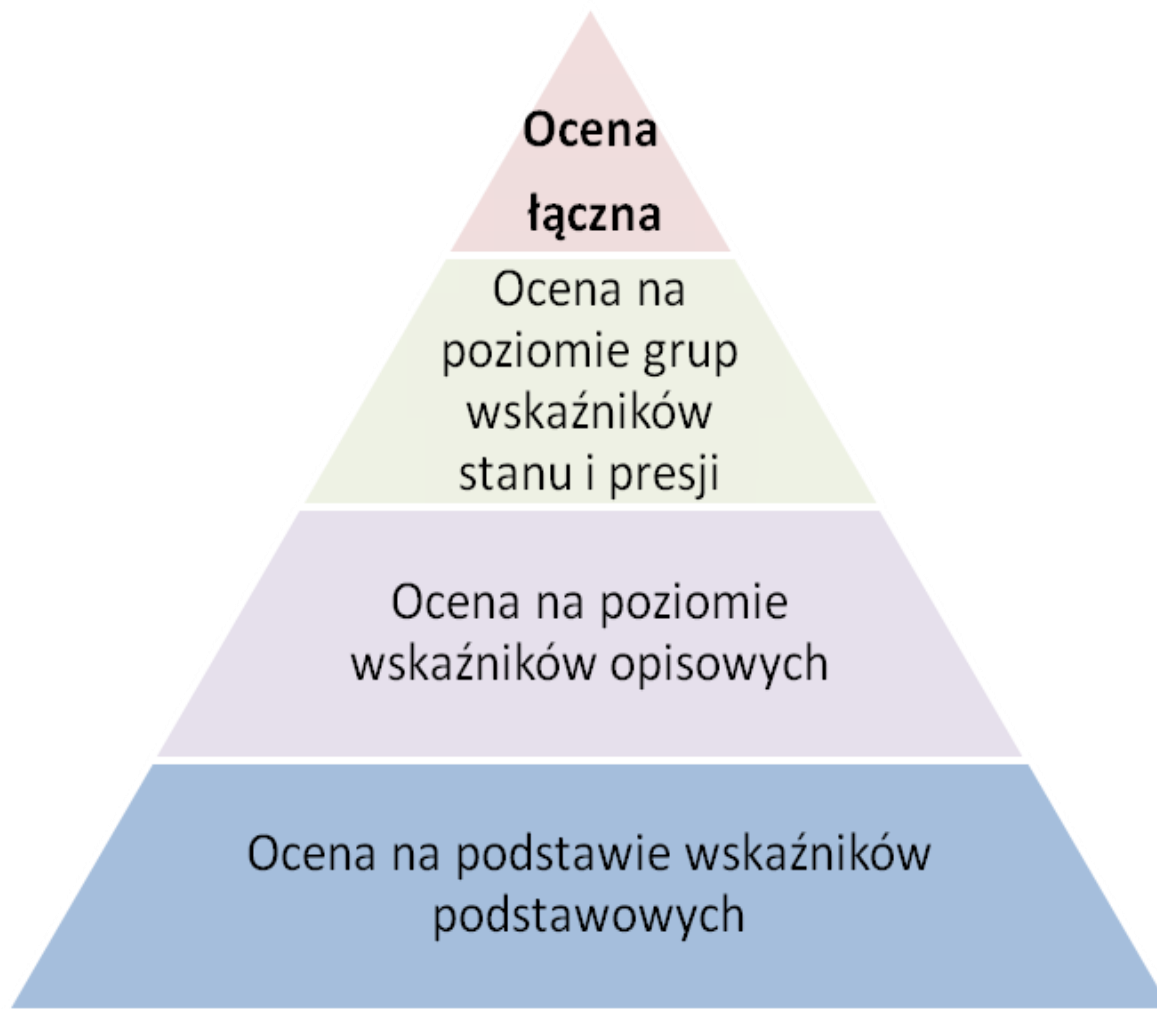 Ocena
łączna
Ocena na
poziomie grup
wskaźników
stanu i presji
Ocena na poziomie
wskaźników opisowych
Ocena na podstawie wskaźników
podstawowych